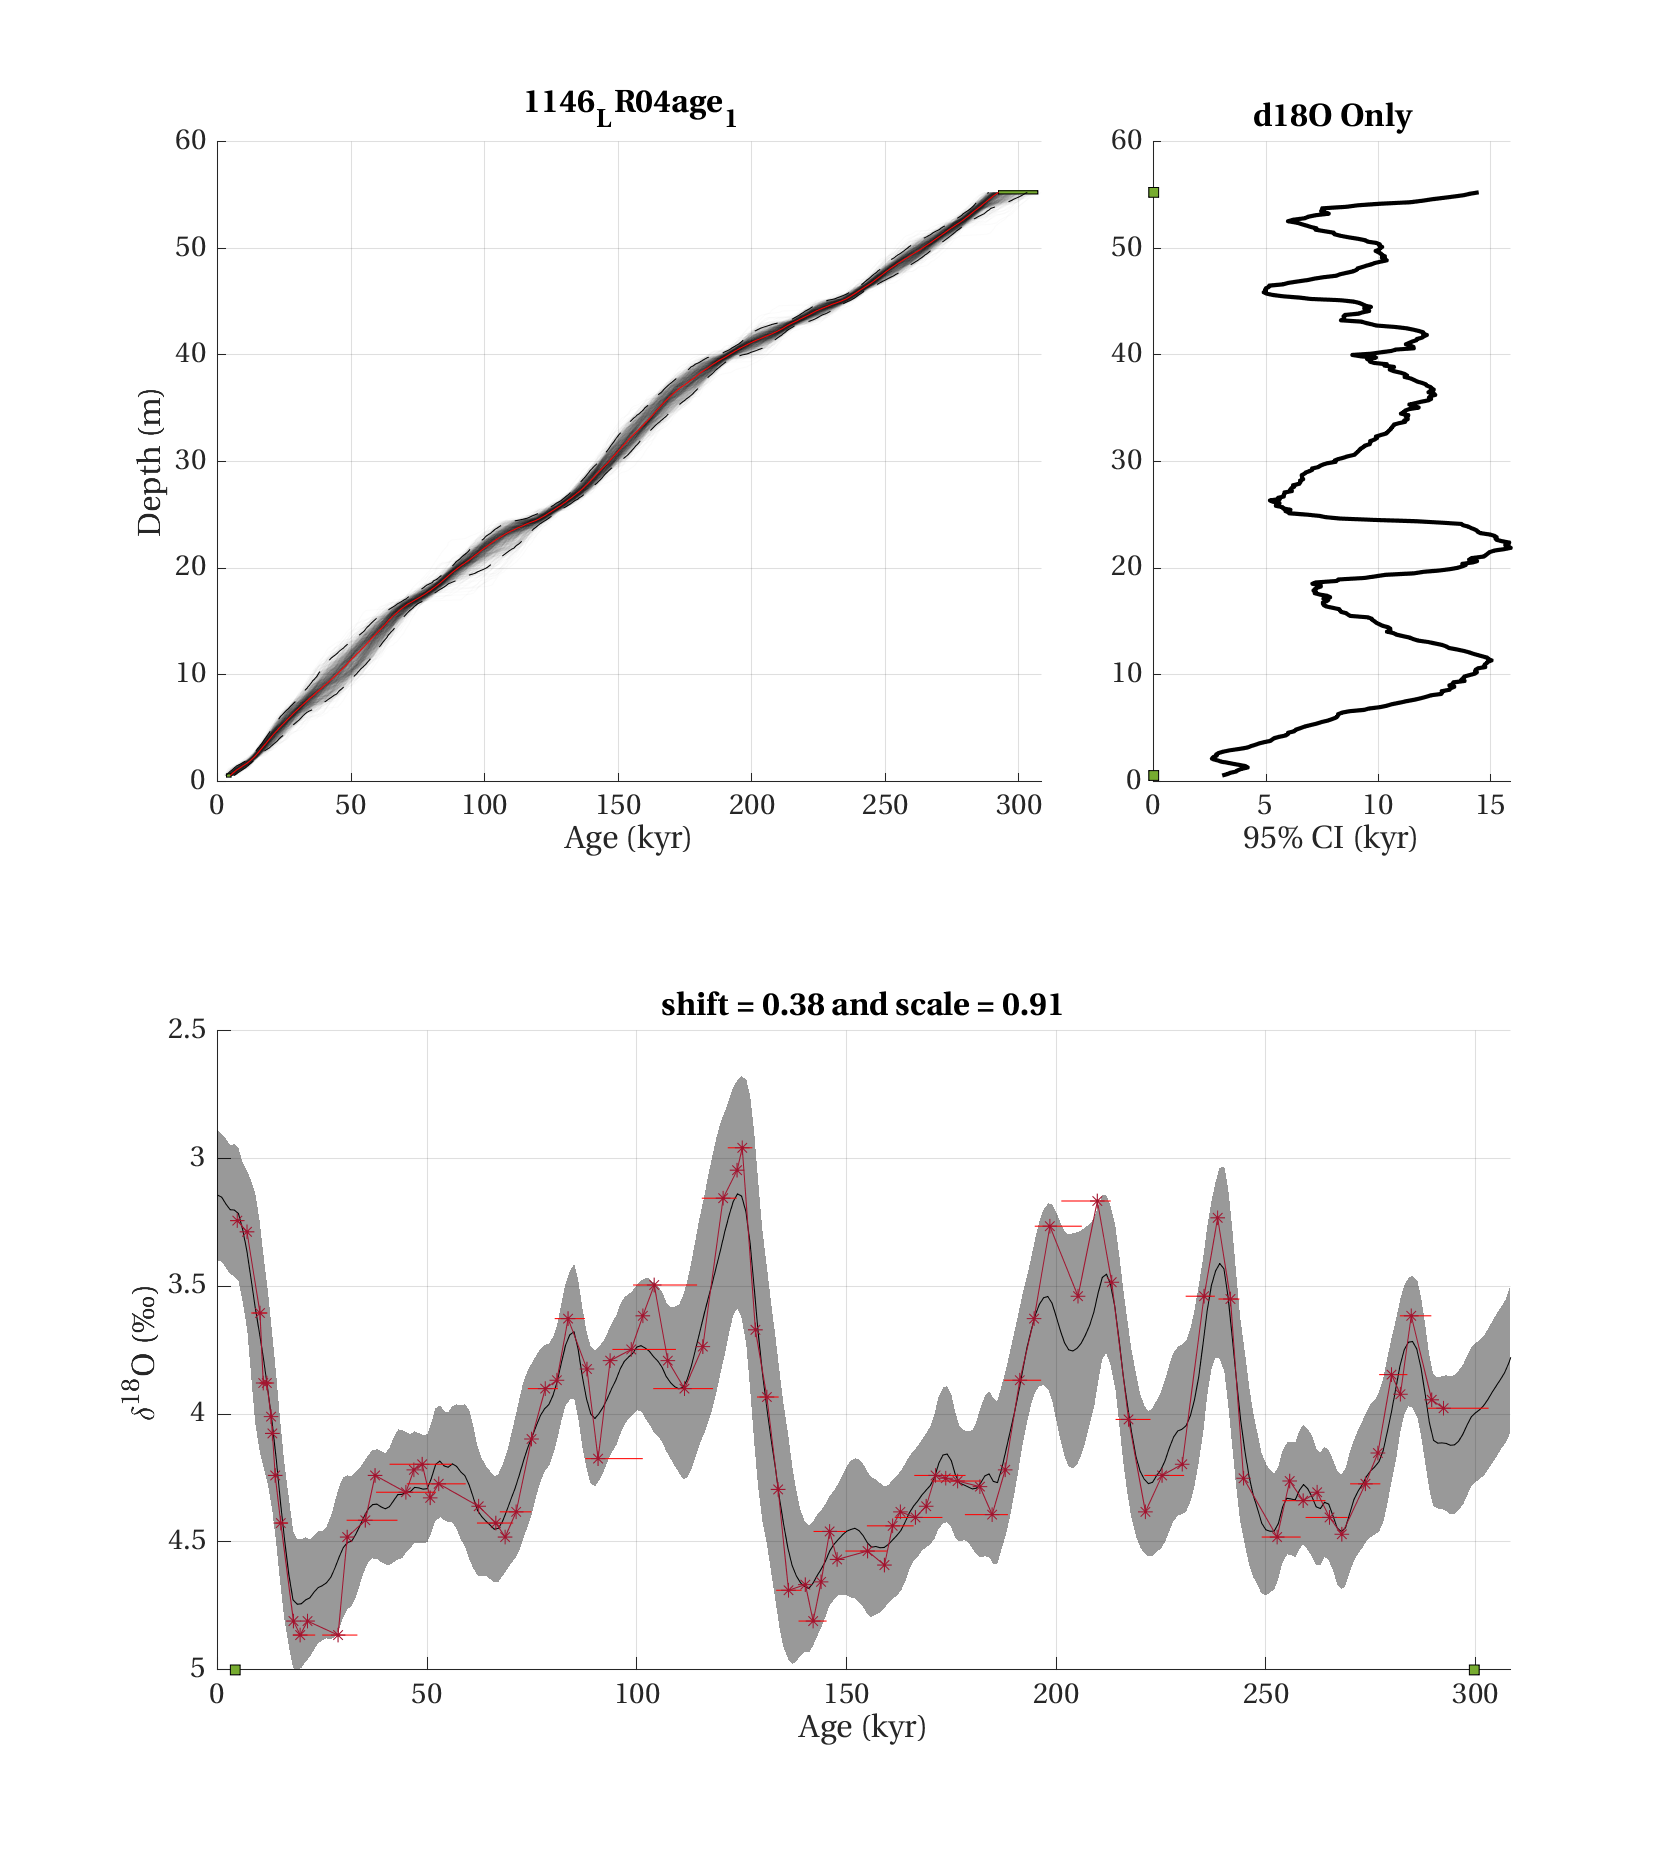 1146L R04age1
60
50
40
30
20
10
0
Depth (m)
0 50 100 150 200 250 300
Age (kyr)
d18O Only
60
50
40
30
20
10
0
0 5 10 15
95% CI (kyr)
shift = 0.38 and scale = 0.91
2.5
3
3.5
4
4.5
5
δ18O (‰)
0 50 100 150 200 250 300
Age (kyr)